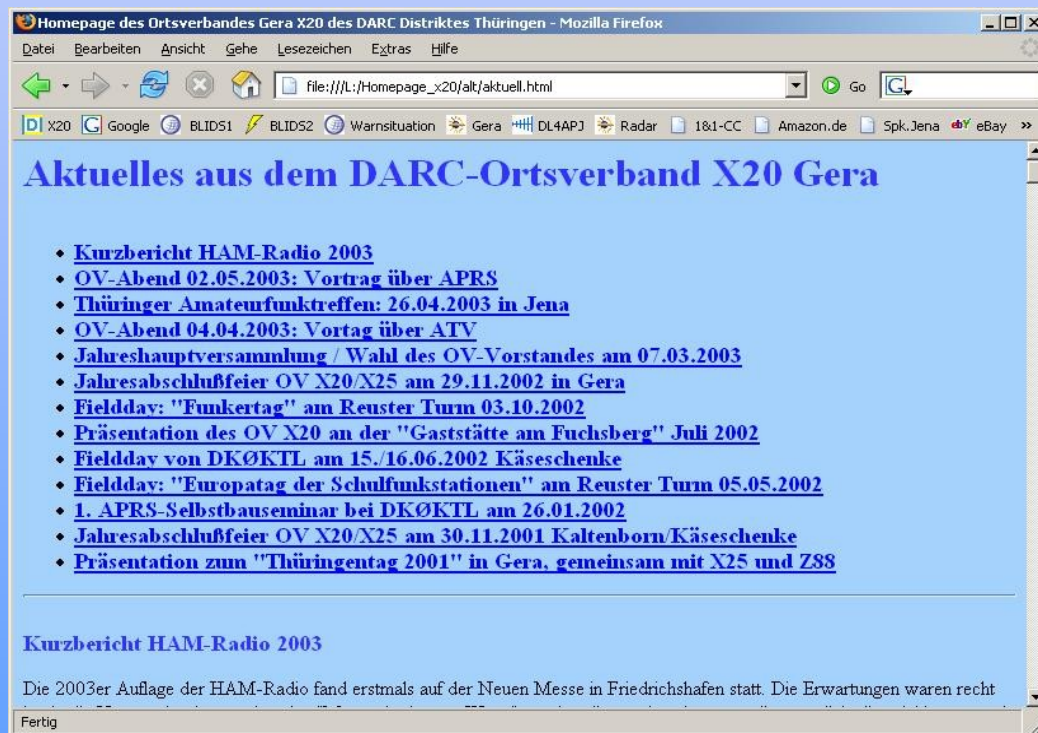 Homepage des Ortsverbandes Gera X20 des DARC Distriktes Thüringen - Mozilla Firefox
Datei Bearbeiten Ansicht Gehe Lesezeichen Extras Hilfe
file:///L:/Homepage_x20/alt/aktuell.html Go G
D X20 G Google BLIDS1 BLIDS2 Warnsituation Gera DL4APJ Radar 1&1-CC Amazon.de Spk.Jena ebY eBay »
Aktuelles aus dem DARC-Ortsverband X20 Gera
• Kurzbericht HAM-Radio 2003
• OV-Abend 02.05.2003: Vortrag über APRS
• Thüringer Amateurfunktreffen: 26.04.2003 in Jena
• OV-Abend 04.04.2003: Vortag über ATV
• Jahreshauptversammlung / Wahl des OV-Vorstandes am 07.03.2003
• Jahresabschlußfeier OV X20/X25 am 29.11.2002 in Gera
• Fieldday: "Funkertag" am Reuster Turm 03.10.2002
• Präsentation des OV X20 an der "Gaststätte am Fuchsberg" Juli 2002
• Fieldday von DKØKTL am 15./16.06.2002 Käseschenke
• Fieldday: "Europatag der Schulfunkstationen" am Reuster Turm 05.05.2002
• 1. APRS-Selbstbauseminar bei DKØKTL am 26.01.2002
• Jahresabschlußfeier OV X20/X25 am 30.11.2001 Kaltenborn/Käseschenke
• Präsentation zum "Thüringentag 2001" in Gera, gemeinsam mit X25 und Z88
Kurzbericht HAM-Radio 2003
Die 2003er Auflage der HAM-Radio fand erstmals auf der Neuen Messe in Friedrichshafen statt. Die Erwartungen waren recht
Fertig